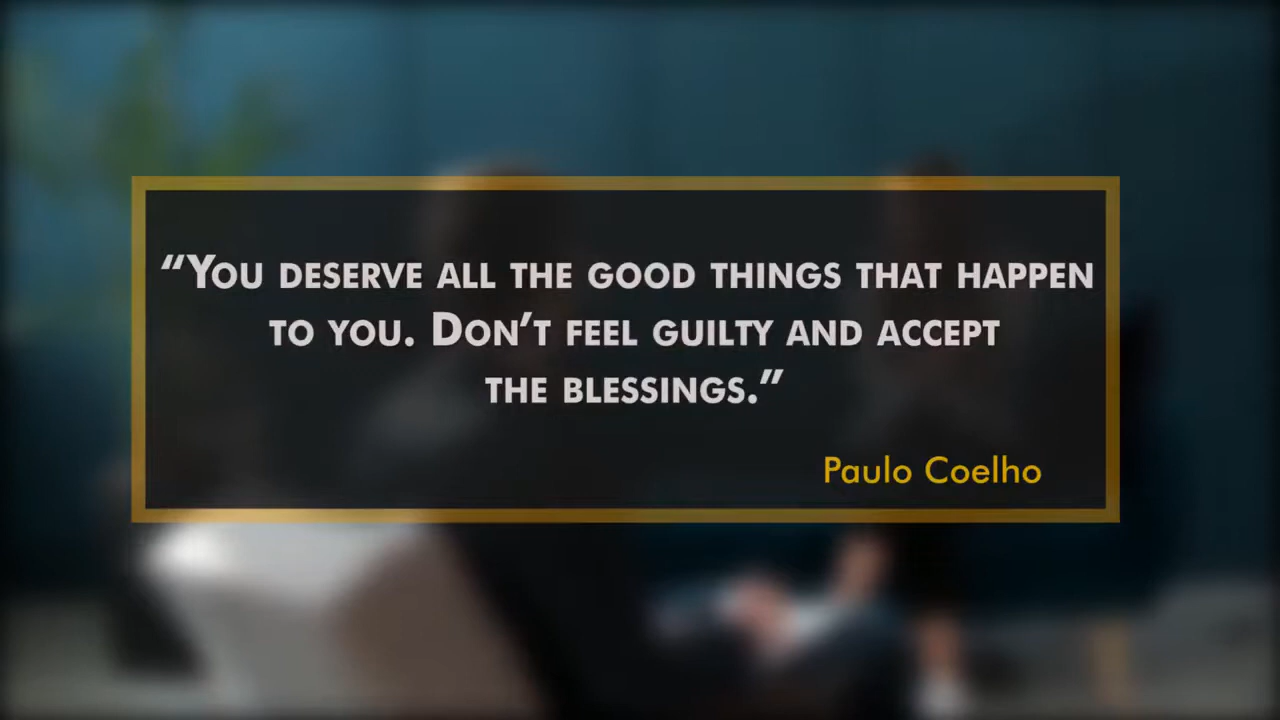 “You deserve all the good things that happen
to you. Don’t feel guilty and accept
the blessings.”
Paulo Coelho